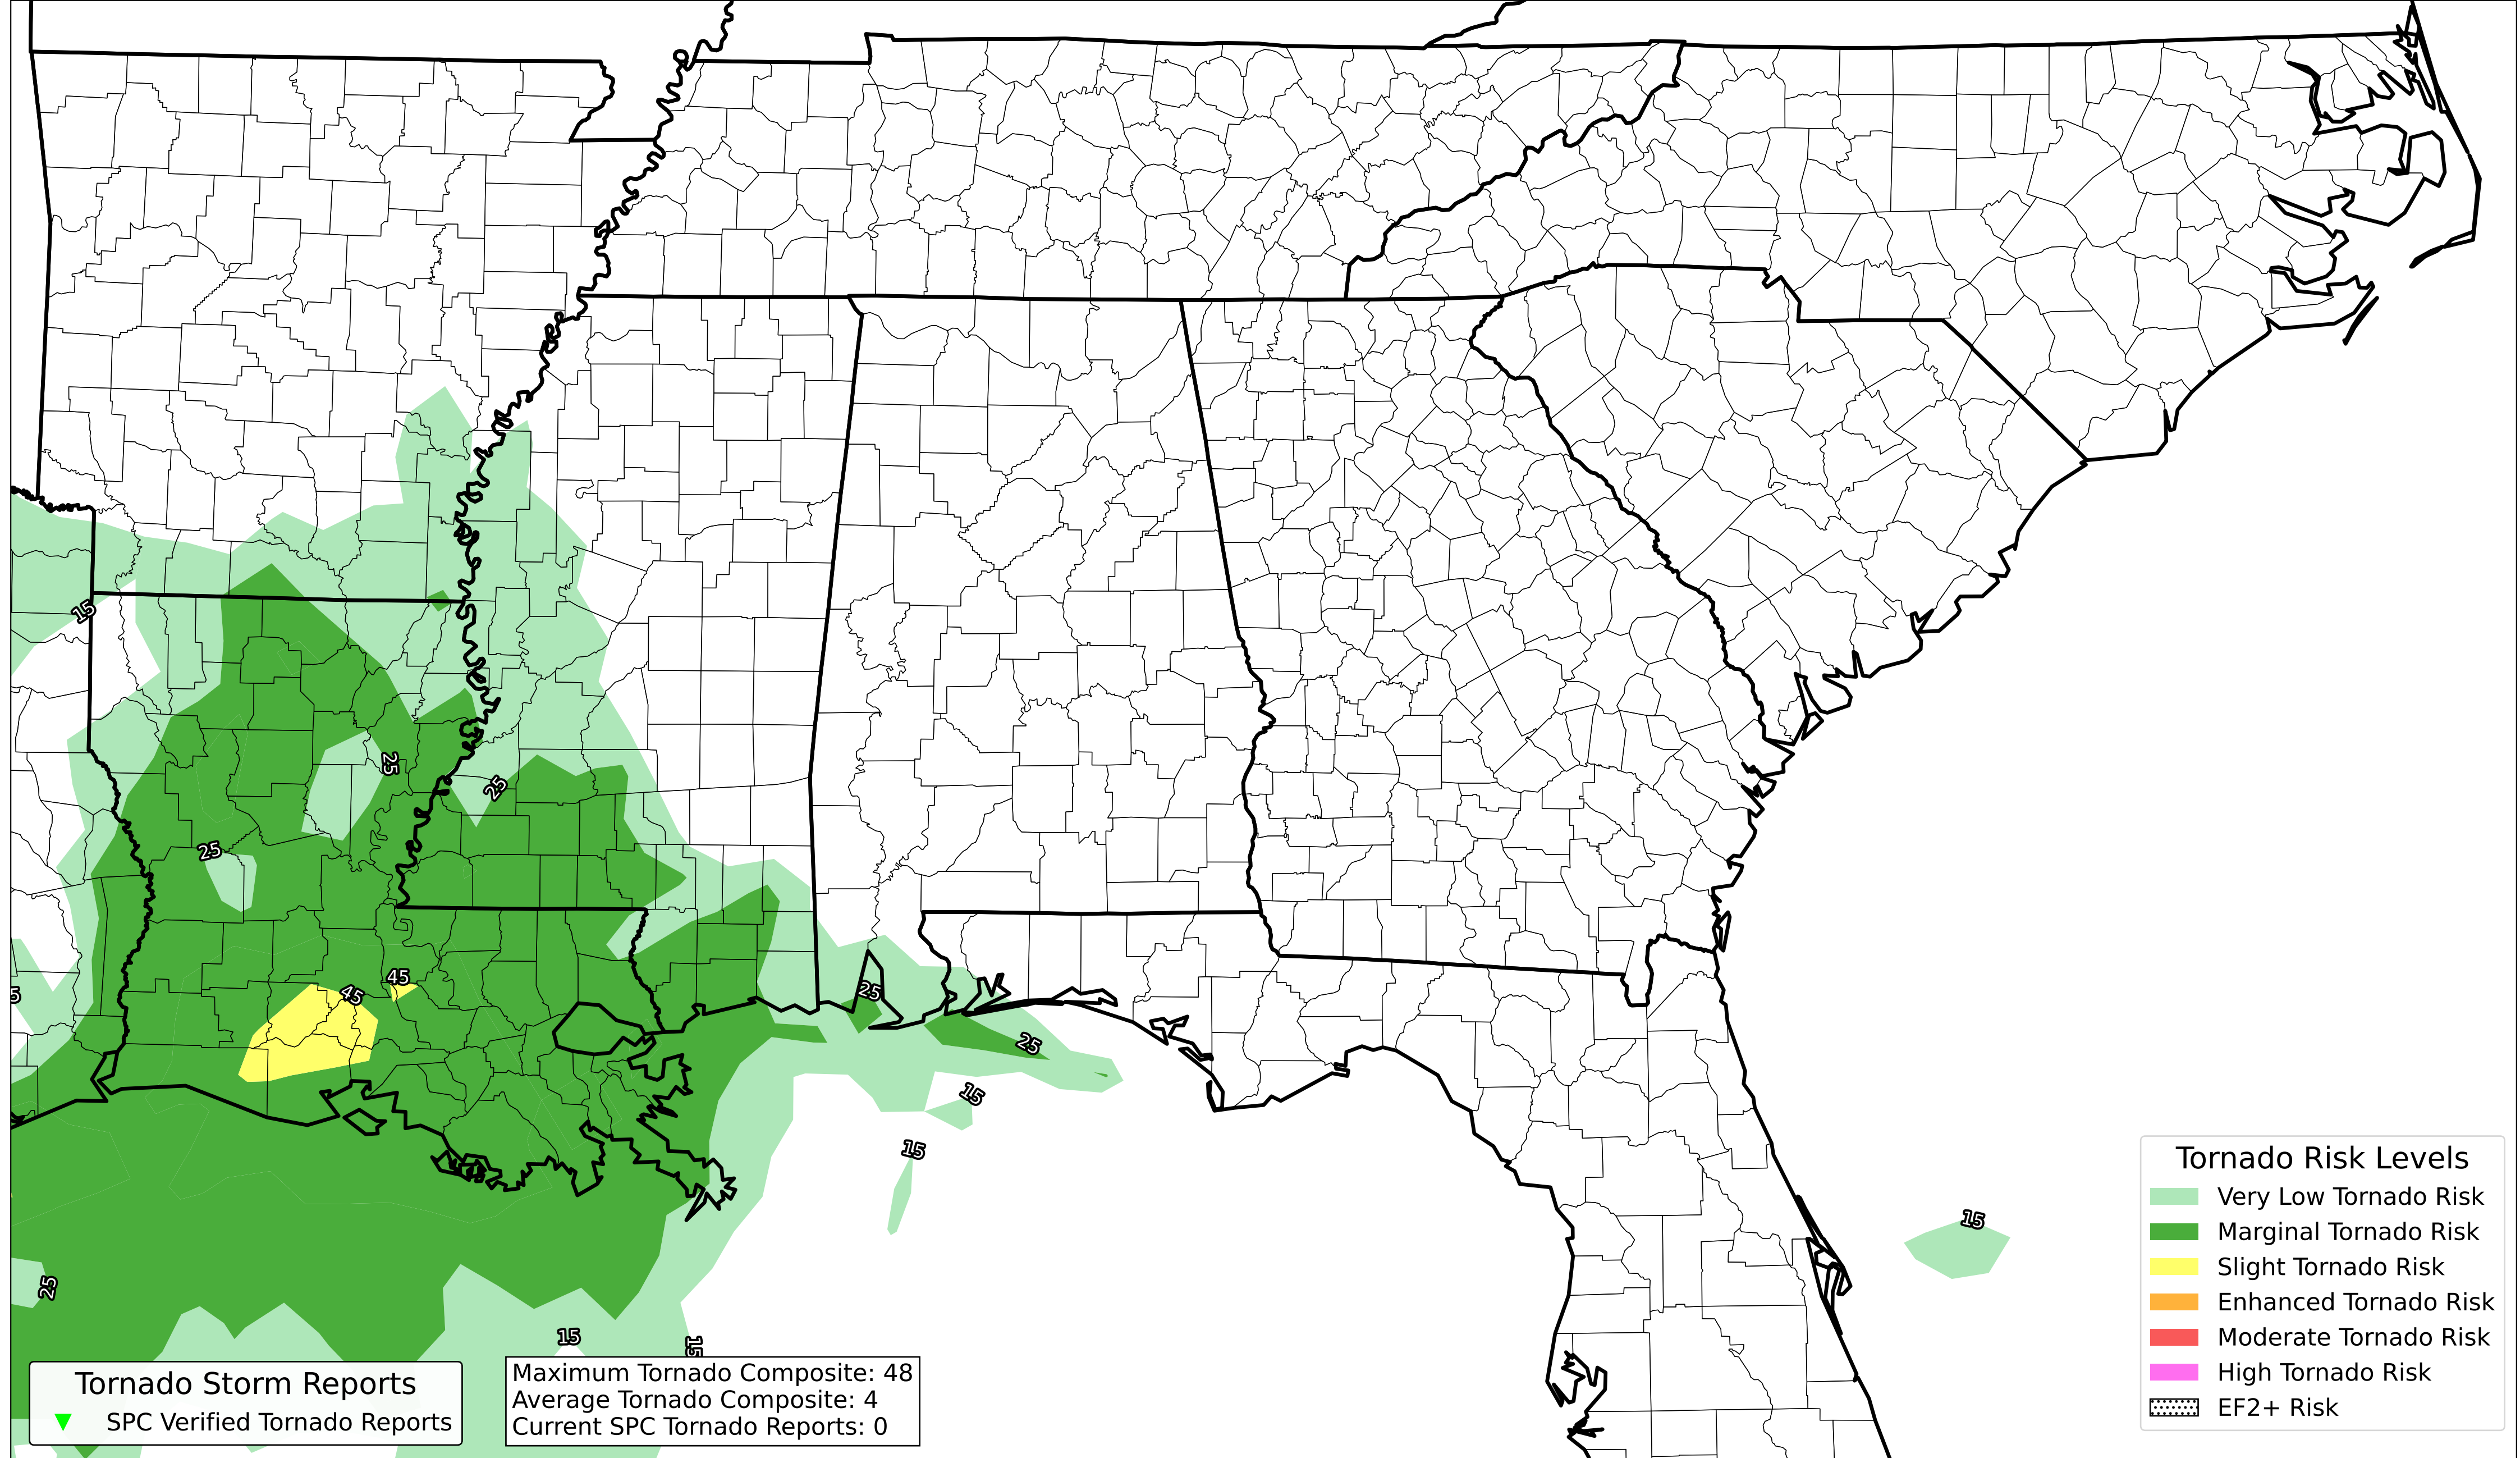 15
25
25
25
45
45
5
25
25
15
15
15
25
15
15
Tornado Storm Reports
SPC Verified Tornado Reports
Maximum Tornado Composite: 48
Average Tornado Composite: 4
Current SPC Tornado Reports: 0
Tornado Risk Levels
Very Low Tornado Risk
Marginal Tornado Risk
Slight Tornado Risk
Enhanced Tornado Risk
Moderate Tornado Risk
High Tornado Risk
EF2+ Risk